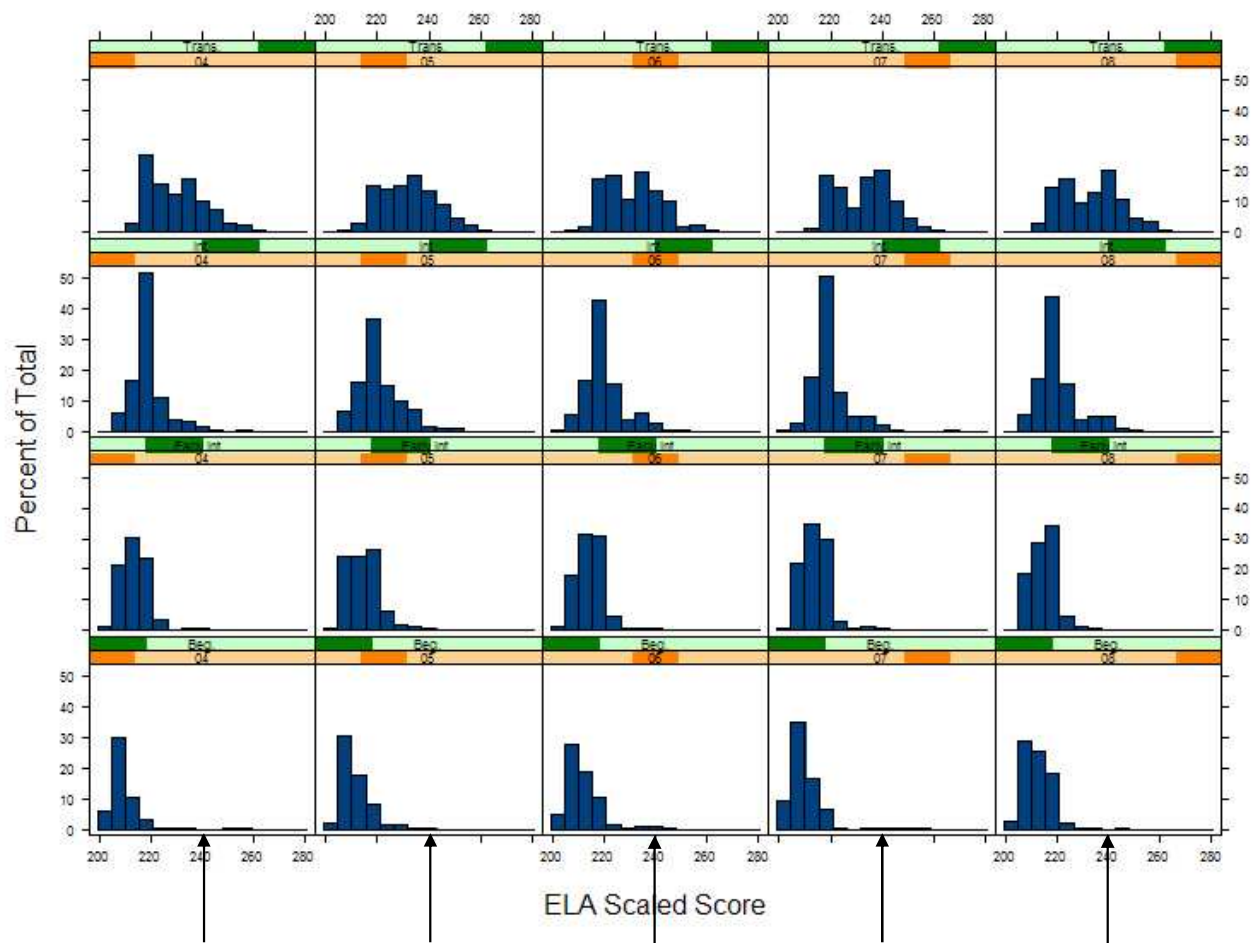 200 220 240 260 280 200 220 240 260 280
Trans. Trans. Trans. Trans. Trans.
04 05 06 07 08
50
40
30
20
10
0
Int. Int. Int. Int. Int.
04 05 06 07 08
50
40
30
20
10
0
Early Int Early Int Early Int Early Int Early Int
04 05 06 07 08
50
40
30
20
10
0
Beg. Beg. Beg. Beg. Beg.
04 05 06 07 08
50
40
30
20
10
0
Percent of Total
200 220 240 260 280 200 220 240 260 280 200 220 240 260 280
ELA Scaled Score